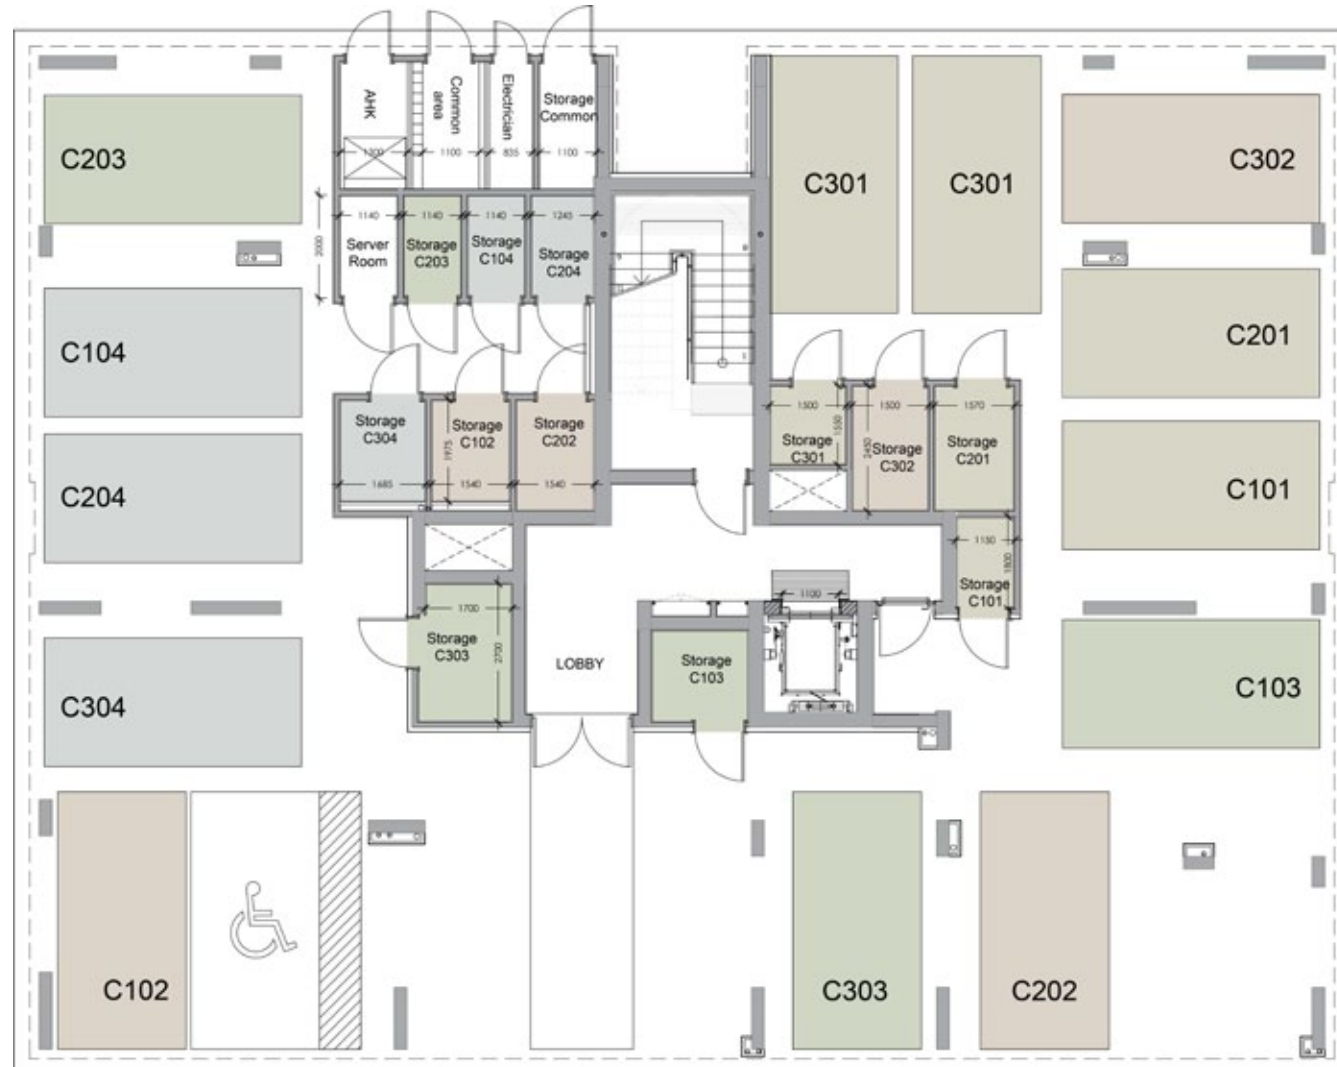 AHK
Common
area
Electrician
Storage
Common
1200
1100
835
1100
C203
C301
C301
C302
1140
1140
1140
1245
2000
Server
Room
Storage
C203
Storage
C104
Storage
C204
C104
C201
Storage
C304
1685
Storage
C102
1975
1540
Storage
C202
1540
1500
1550
Storage
C301
1500
2450
Storage
C302
1570
Storage
C201
C204
C101
1150
1800
Storage
C101
1100
1700
2700
Storage
C303
LOBBY
Storage
C103
C304
C103
C102
C303
C202